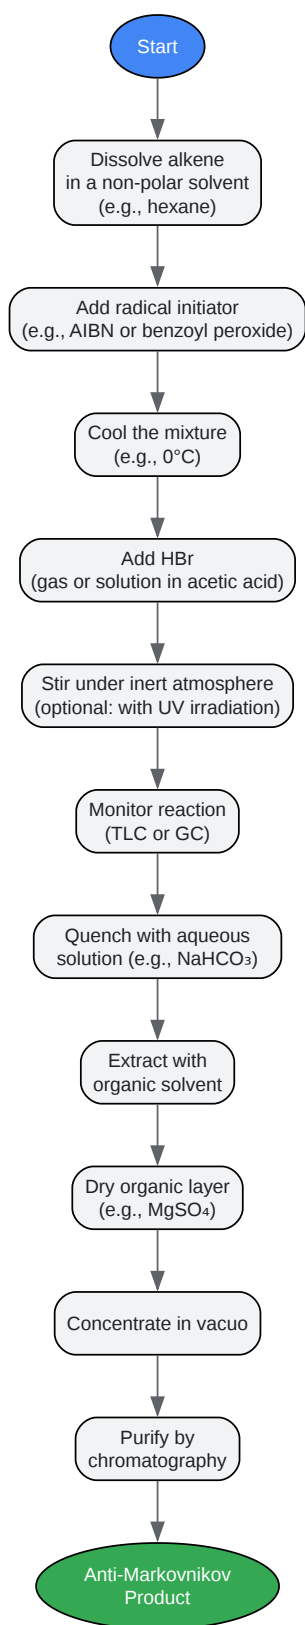 Start
Dissolve alkene
in a non-polar solvent
(e.g., hexane)
Add radical initiator
(e.g., AIBN or benzoyl peroxide)
Cool the mixture
(e.g., 0°C)
Add HBr
(gas or solution in acetic acid)
Stir under inert atmosphere
(optional: with UV irradiation)
Monitor reaction
(TLC or GC)
Quench with aqueous
solution (e.g., NaHCO₃)
Extract with
organic solvent
Dry organic layer
(e.g., MgSO₄)
Concentrate in vacuo
Purify by
chromatography
Anti-Markovnikov
Product